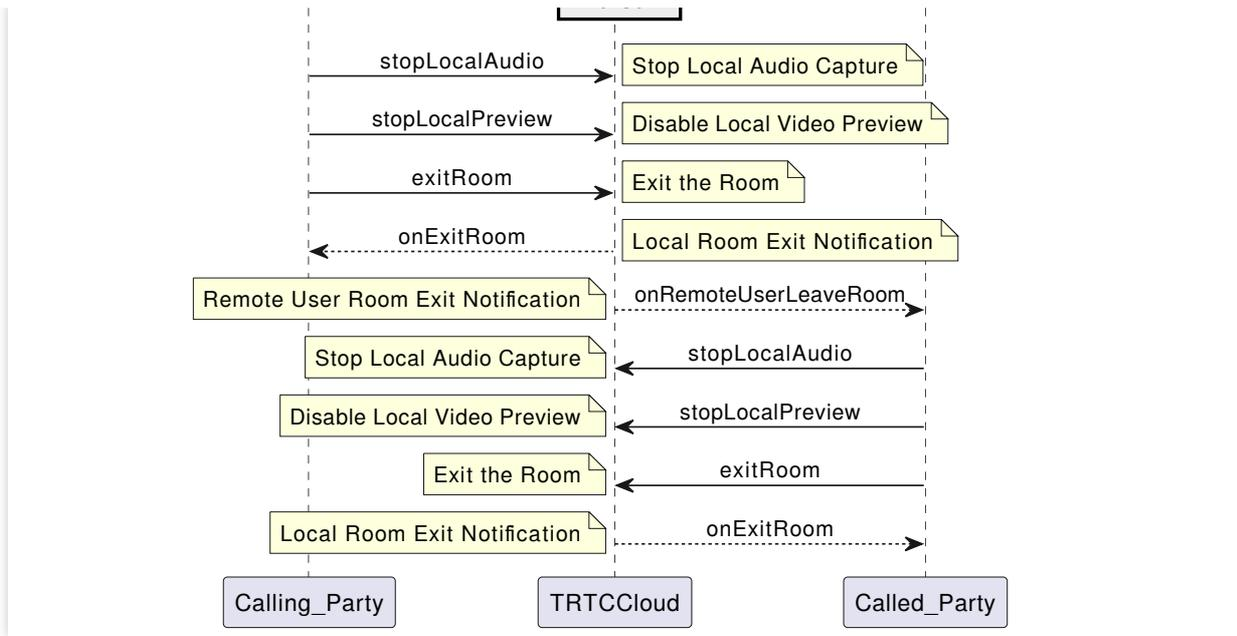 stopLocalAudio
Stop Local Audio Capture
stopLocalPreview
Disable Local Video Preview
exitRoom
Exit the Room
onExitRoom
Local Room Exit Notification
Remote User Room Exit Notification
onRemoteUserLeaveRoom
Stop Local Audio Capture
stopLocalAudio
Disable Local Video Preview
stopLocalPreview
Exit the Room
exitRoom
Local Room Exit Notification
onExitRoom
Calling_Party
TRTCCloud
Called_Party